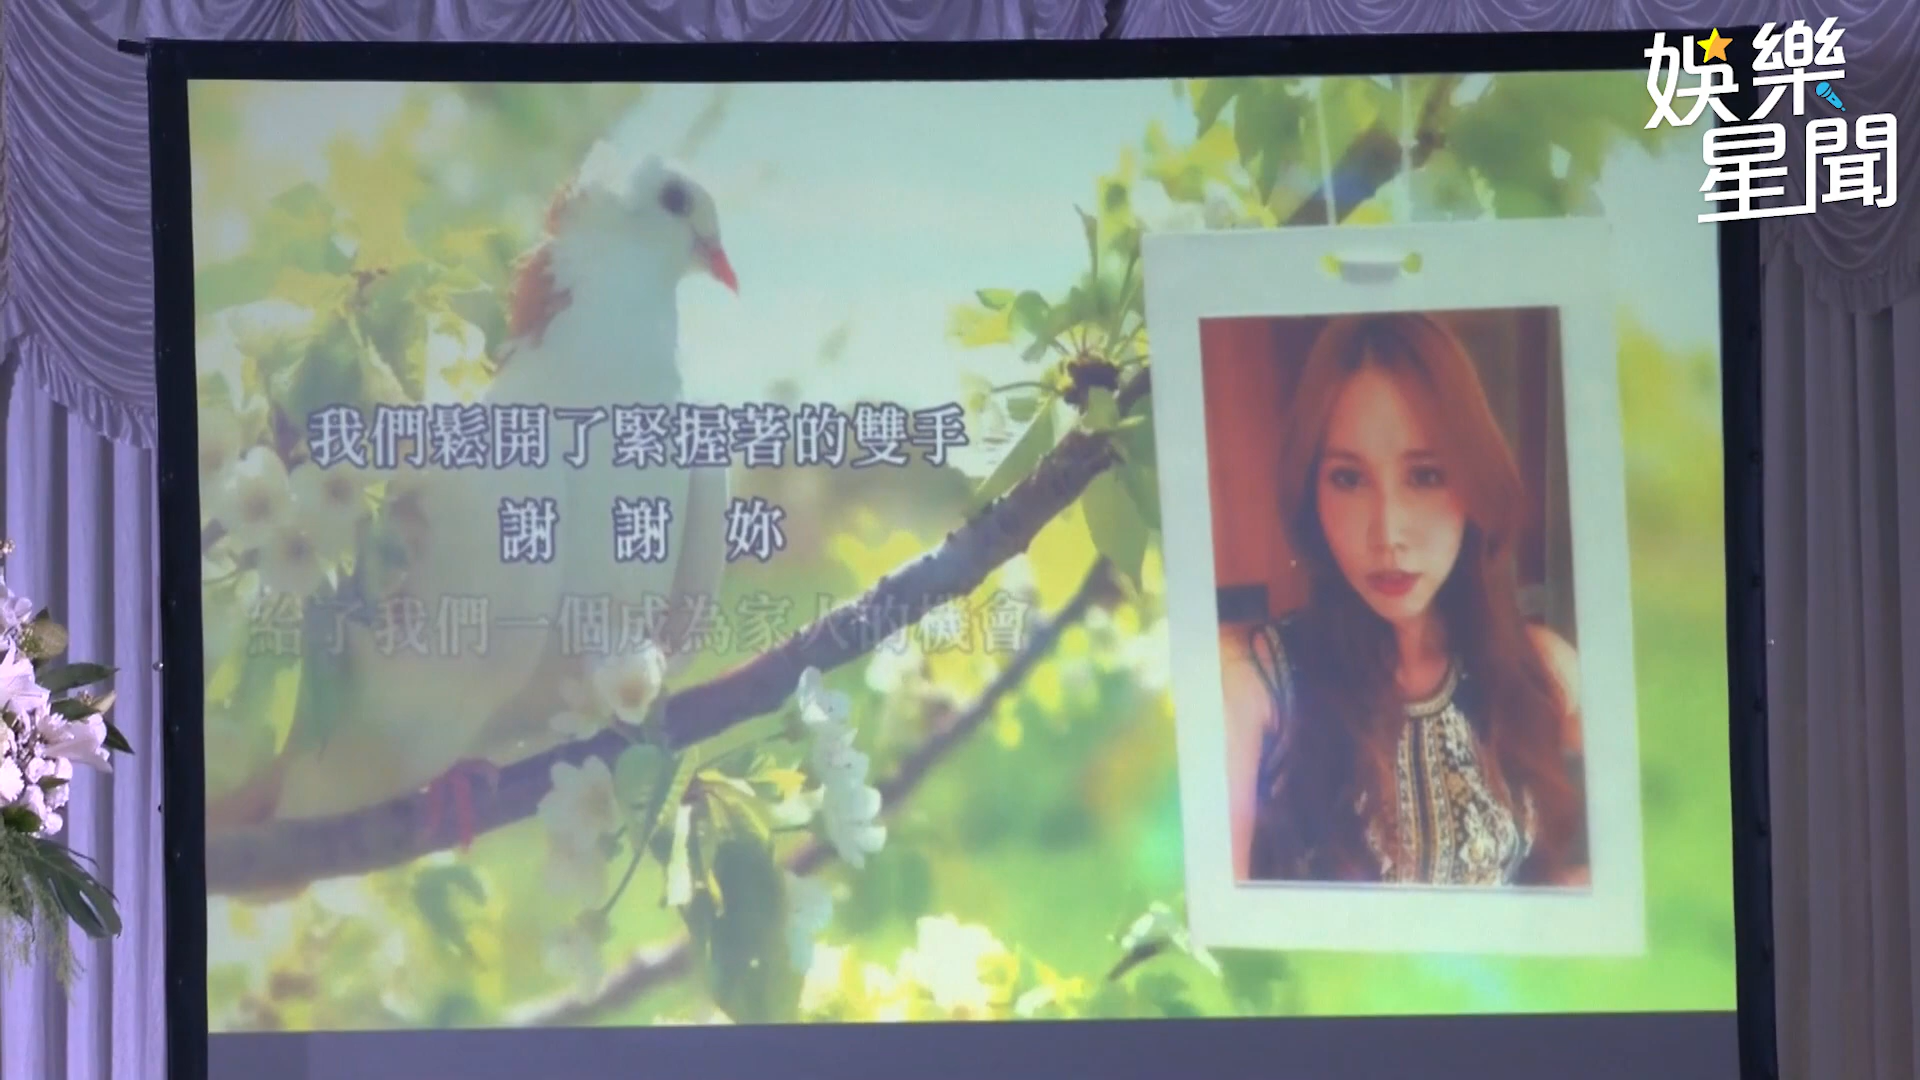 娛樂
星聞
我們鬆開了緊握著的雙手
謝 謝 妳
給了我們一個成為家人的機會